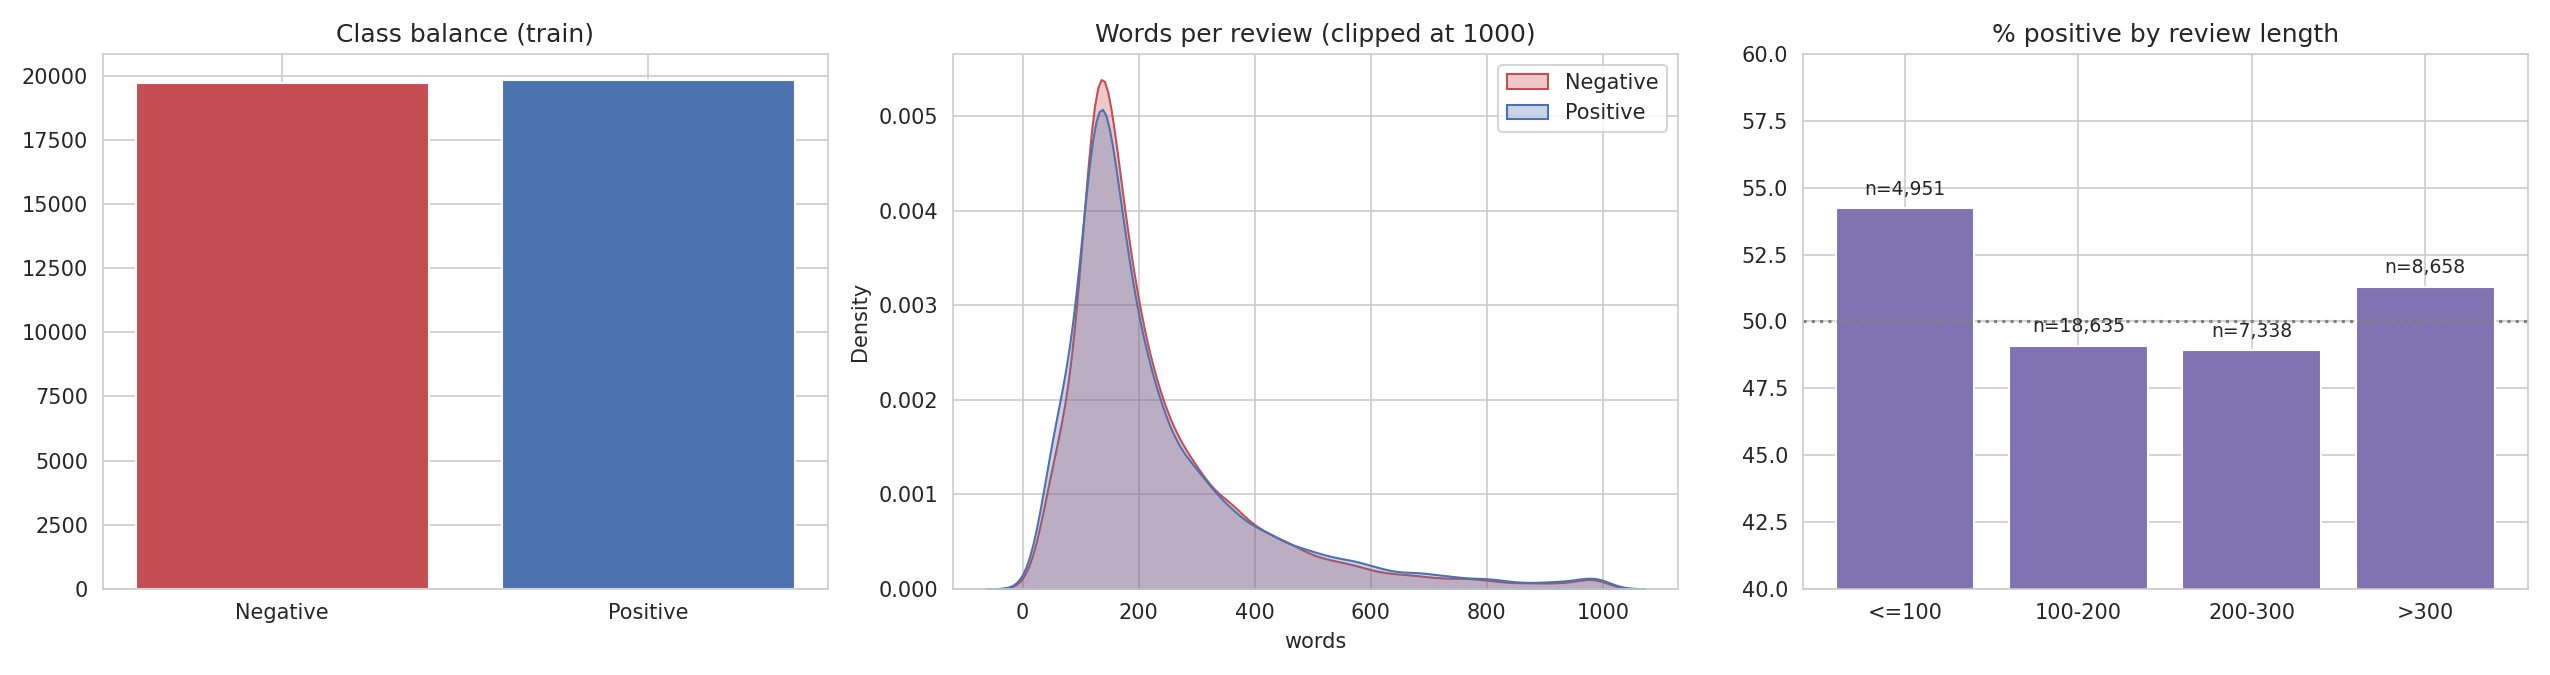 Class balance (train)
20000
17500
15000
12500
10000
7500
5000
2500
0
Negative
Positive
Words per review (clipped at 1000)
Negative
Positive
Density
0.005
0.004
0.003
0.002
0.001
0.000
0
200
400
600
800
1000
words
% positive by review length
60.0
57.5
55.0
52.5
50.0
47.5
45.0
42.5
40.0
n=4,951
n=18,635
n=7,338
n=8,658
<=100
100-200
200-300
>300